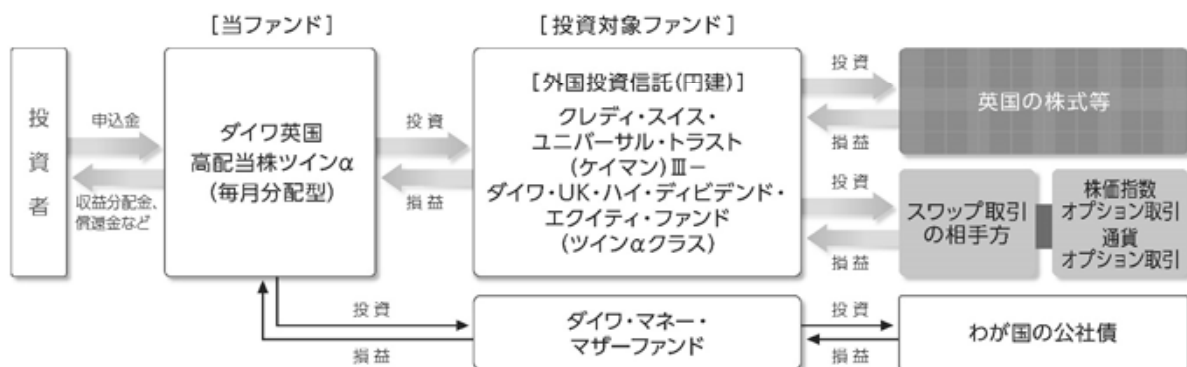 [当ファンド]
[投資対象ファンド]
投資者
申込金
収益分配金、
償還金など
ダイワ英国
高配当株ツインα
(毎月分配型)
投資
損益
[外国投資信託(円建)]
クレディ・スイス・
ユニバーサル・トラスト
(ケイマン)Ⅲ－
ダイワ・UK・ハイ・ディビデンド・
エクイティ・ファンド
(ツインαクラス)
投資
損益
英国の株式等
投資
損益
スワップ取引
の相手方
株価指数
オプション取引
通貨
オプション取引
投資
損益
ダイワ・マネー・
マザーファンド
投資
損益
わが国の公社債